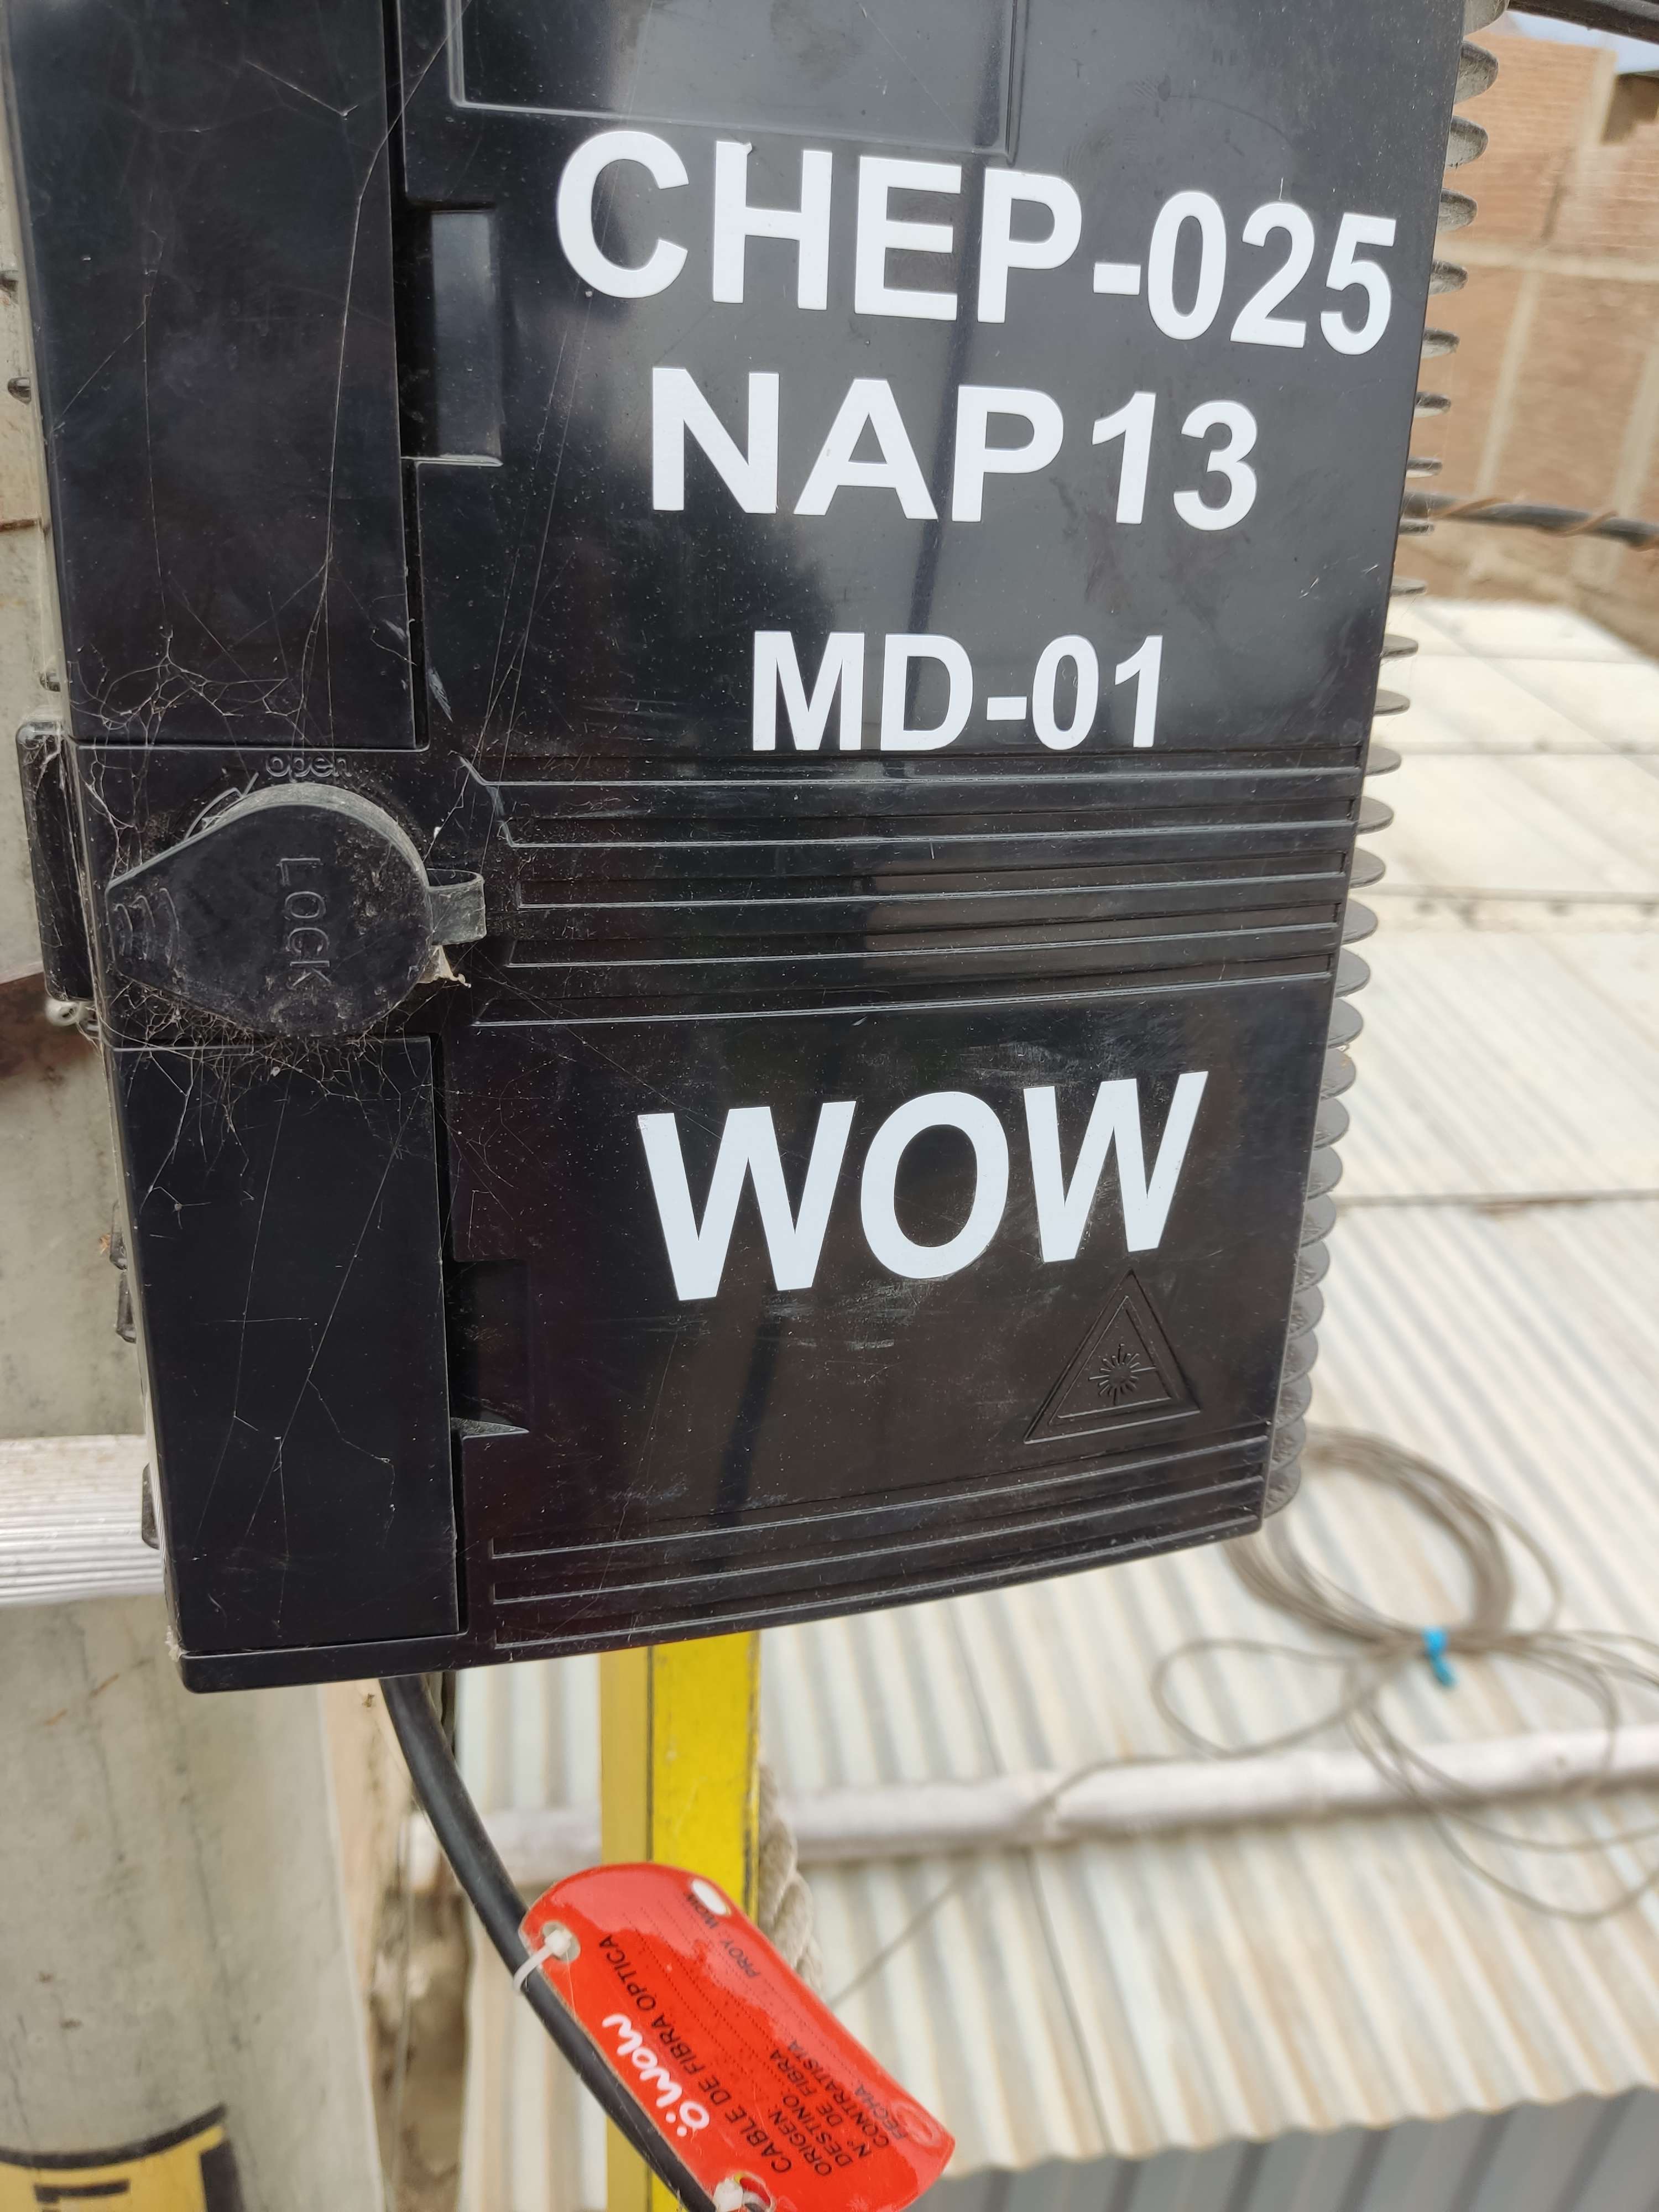 CHEP-025
NAP13
MD-01
open
LOCK
WOW
WOW
CABLE DE FIBRA OPTICA
ORIGEN:
DESTINO:
N° DE FIBRA
CONTRATISTA.
FECHA.
PROY. WOW